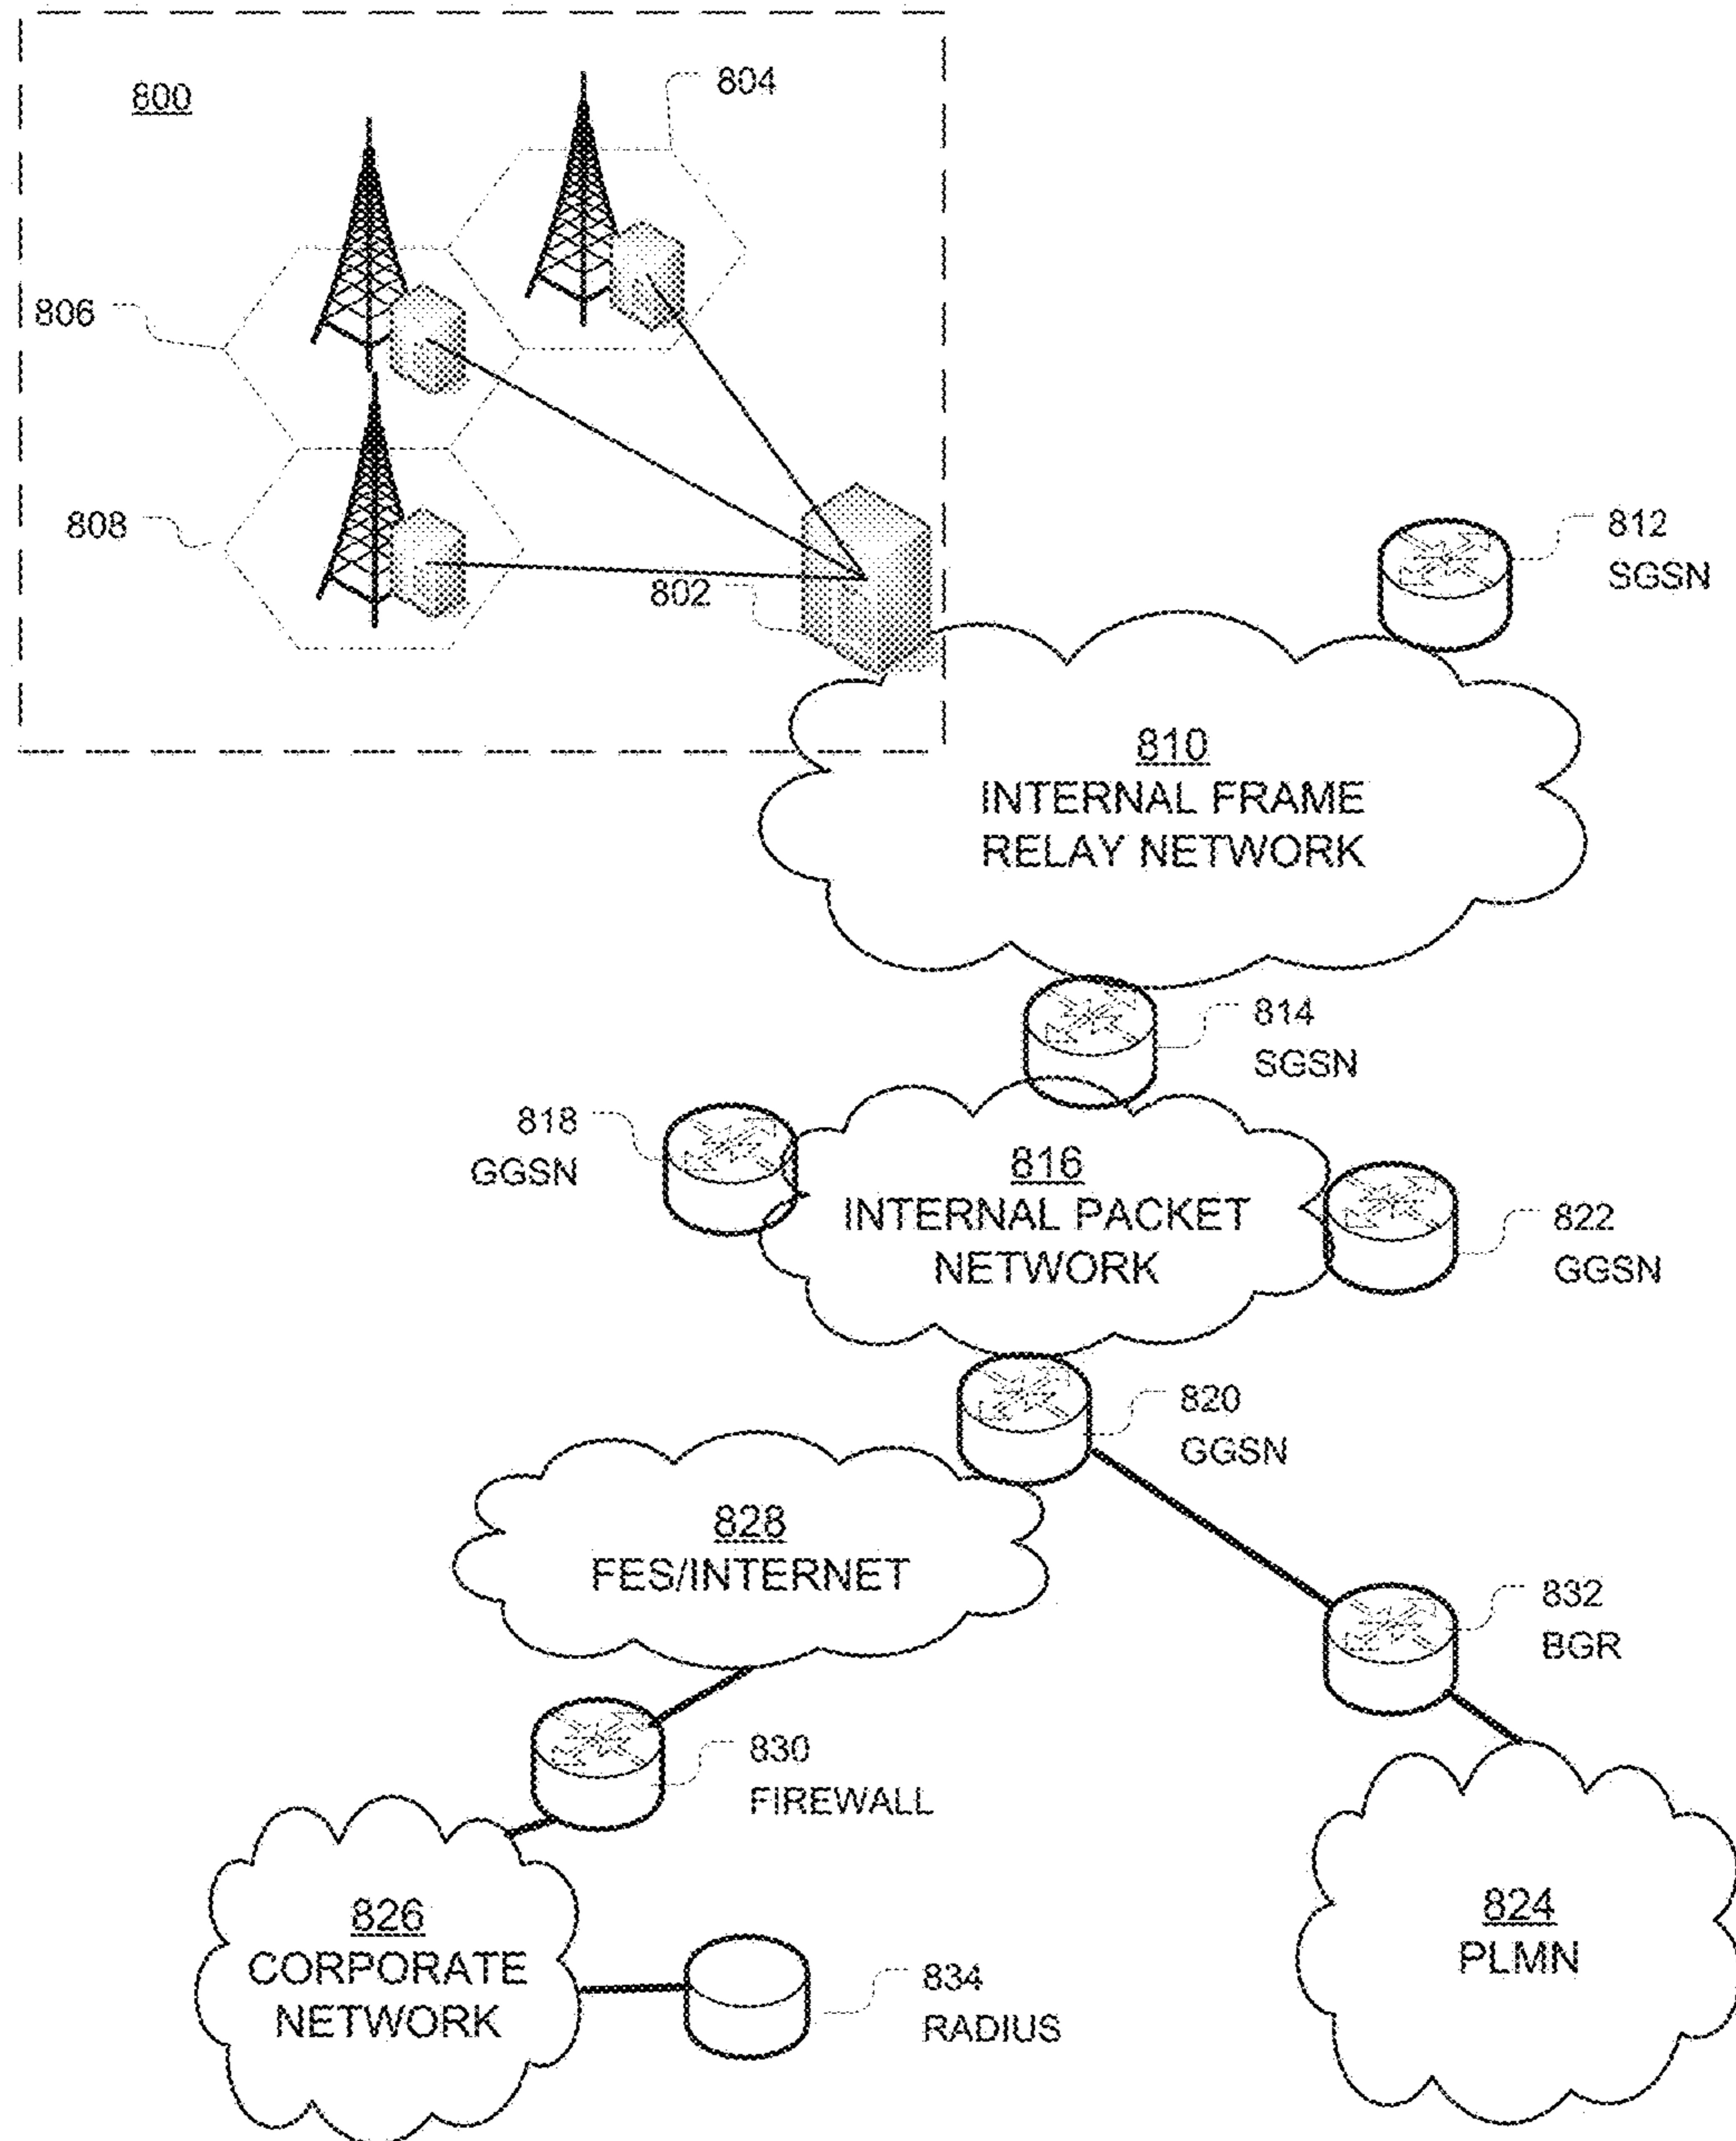 800
804
806
808
802
812
SGSN
810
INTERNAL FRAME
RELAY NETWORK
814
SGSN
818
GGSN
816
INTERNAL PACKET
NETWORK
822
GGSN
820
GGSN
828
FES/INTERNET
832
BGR
830
FIREWALL
826
CORPORATE
NETWORK
834
RADIUS
824
PLMN